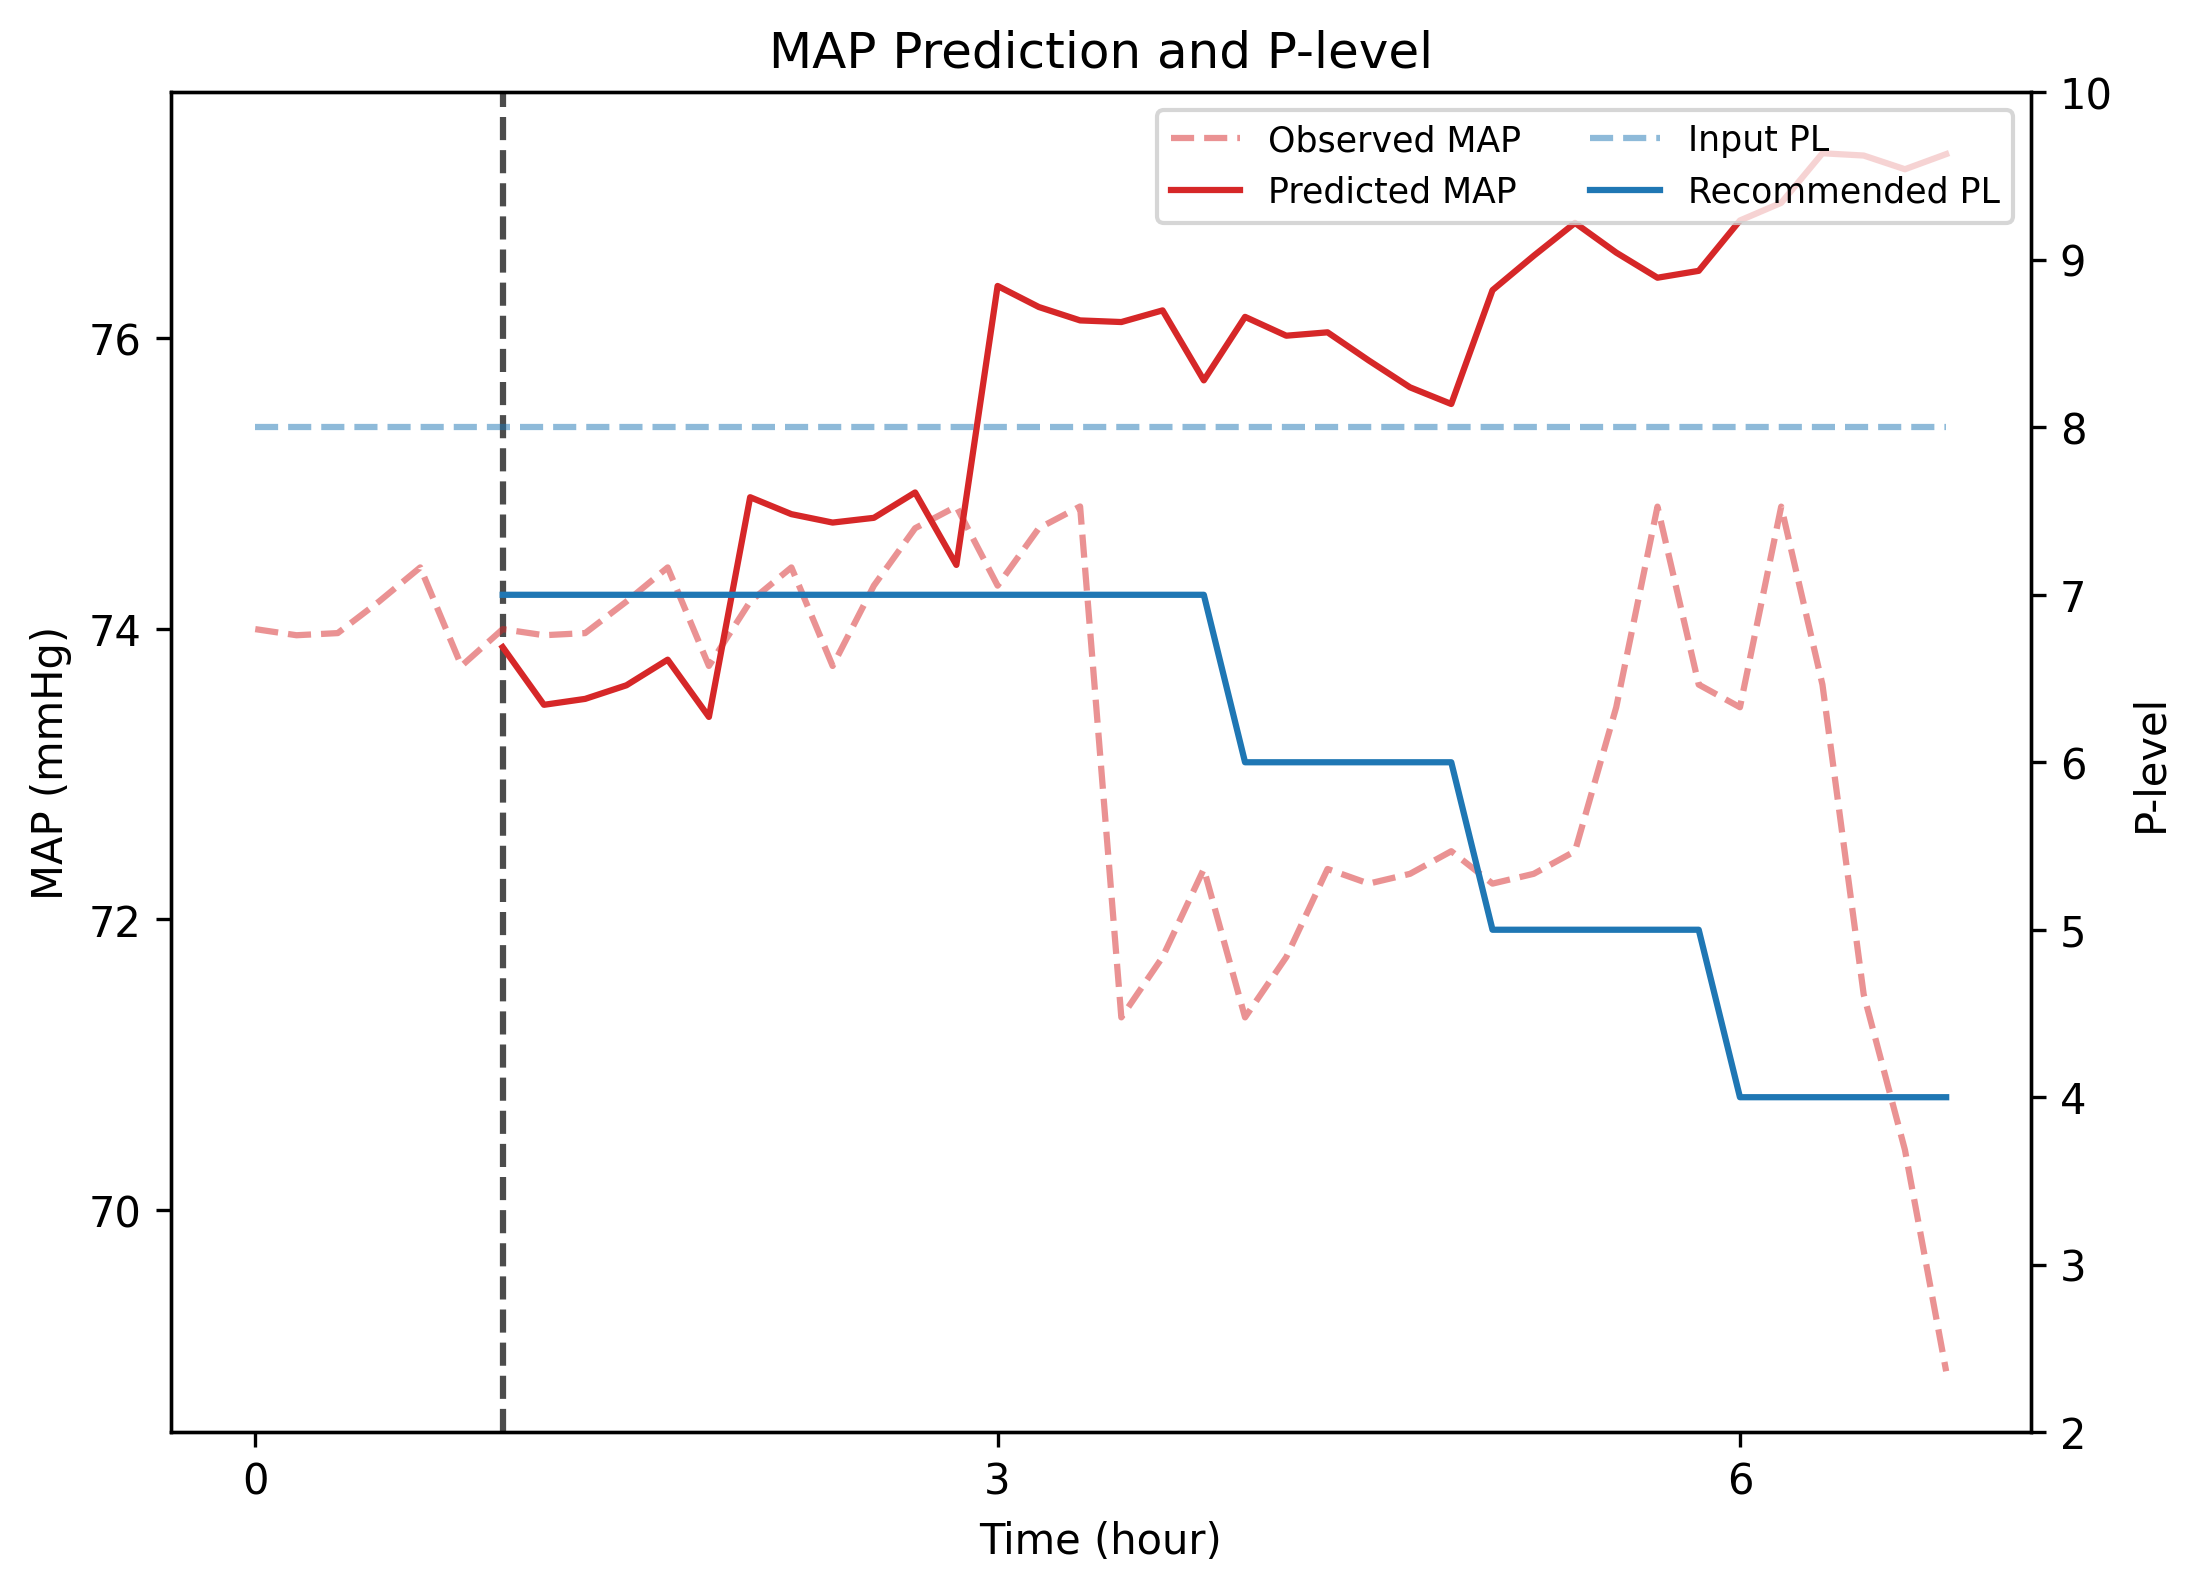 MAP Prediction and P-level
Observed MAP
Predicted MAP
Input PL
Recommended PL
76
74
72
70
MAP (mmHg)
10
9
8
7
6
5
4
3
2
P-level
0
3
6
Time (hour)